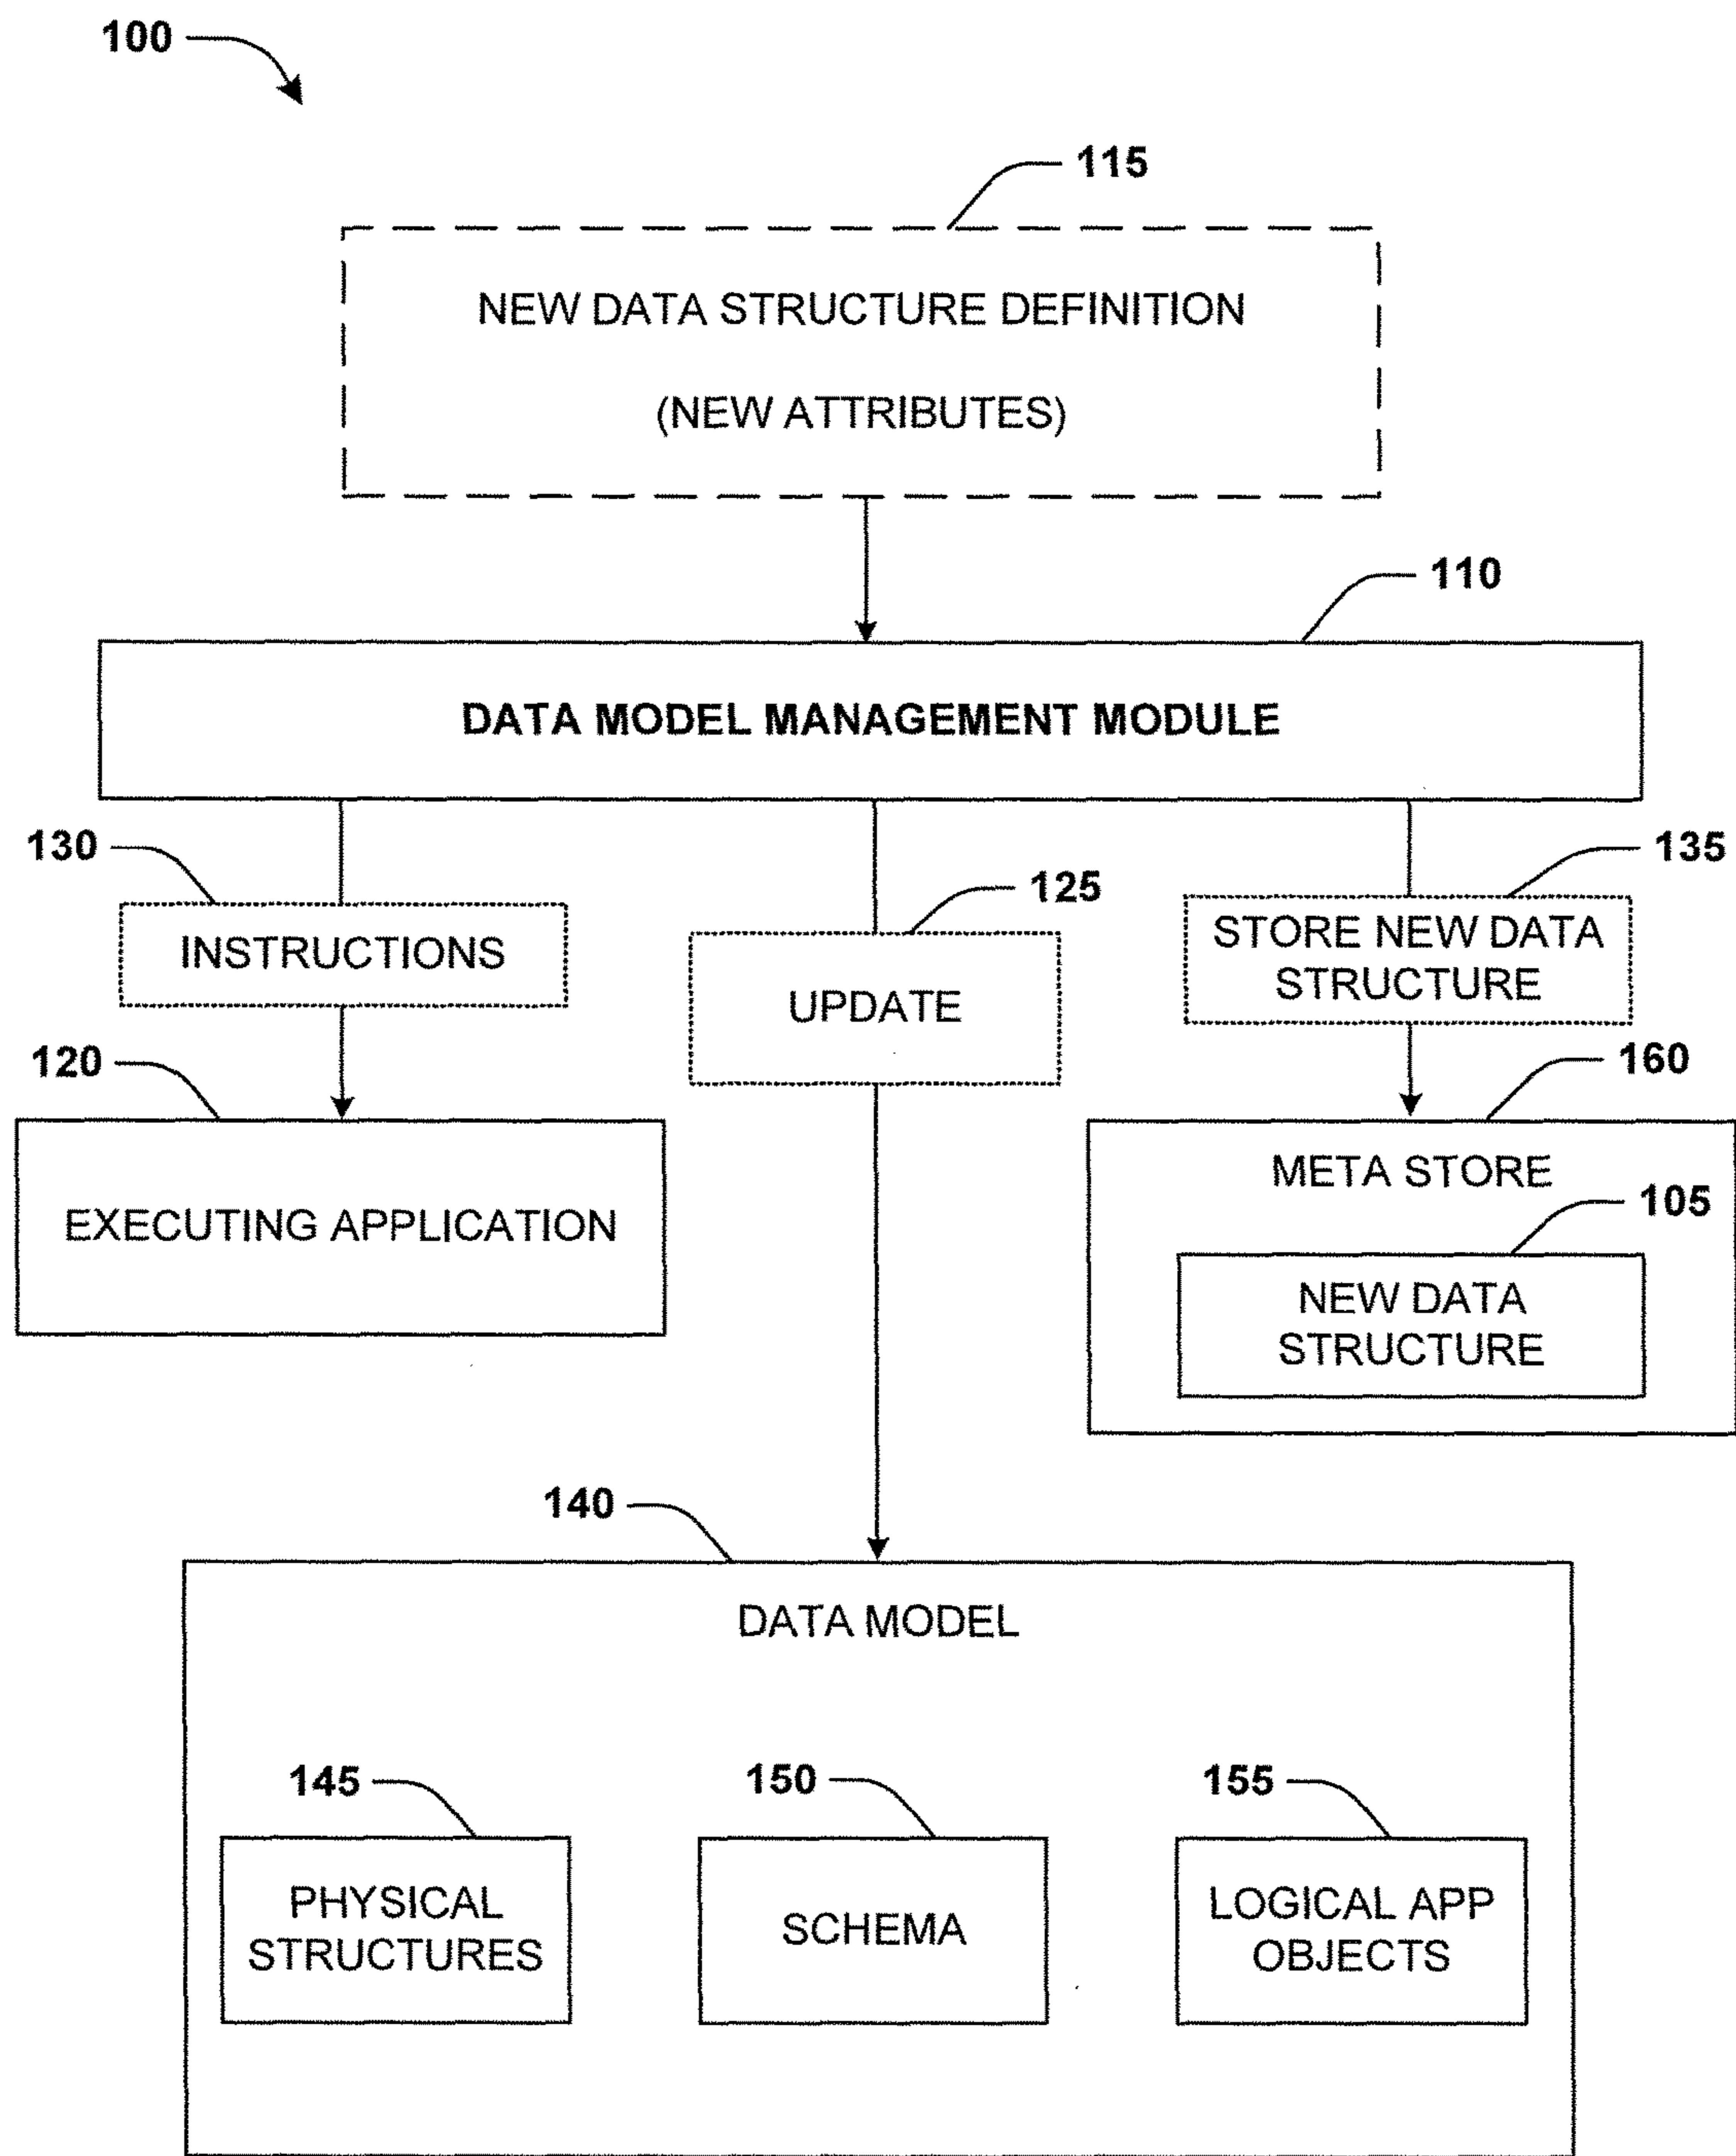 100
115
NEW DATA STRUCTURE DEFINITION
(NEW ATTRIBUTES)
110
DATA MODEL MANAGEMENT MODULE
130
135
125
INSTRUCTIONS
UPDATE
STORE NEW DATA
STRUCTURE
120
160
EXECUTING APPLICATION
META STORE
105
NEW DATA
STRUCTURE
140
DATA MODEL
145
150
155
PHYSICAL
STRUCTURES
SCHEMA
LOGICAL APP
OBJECTS